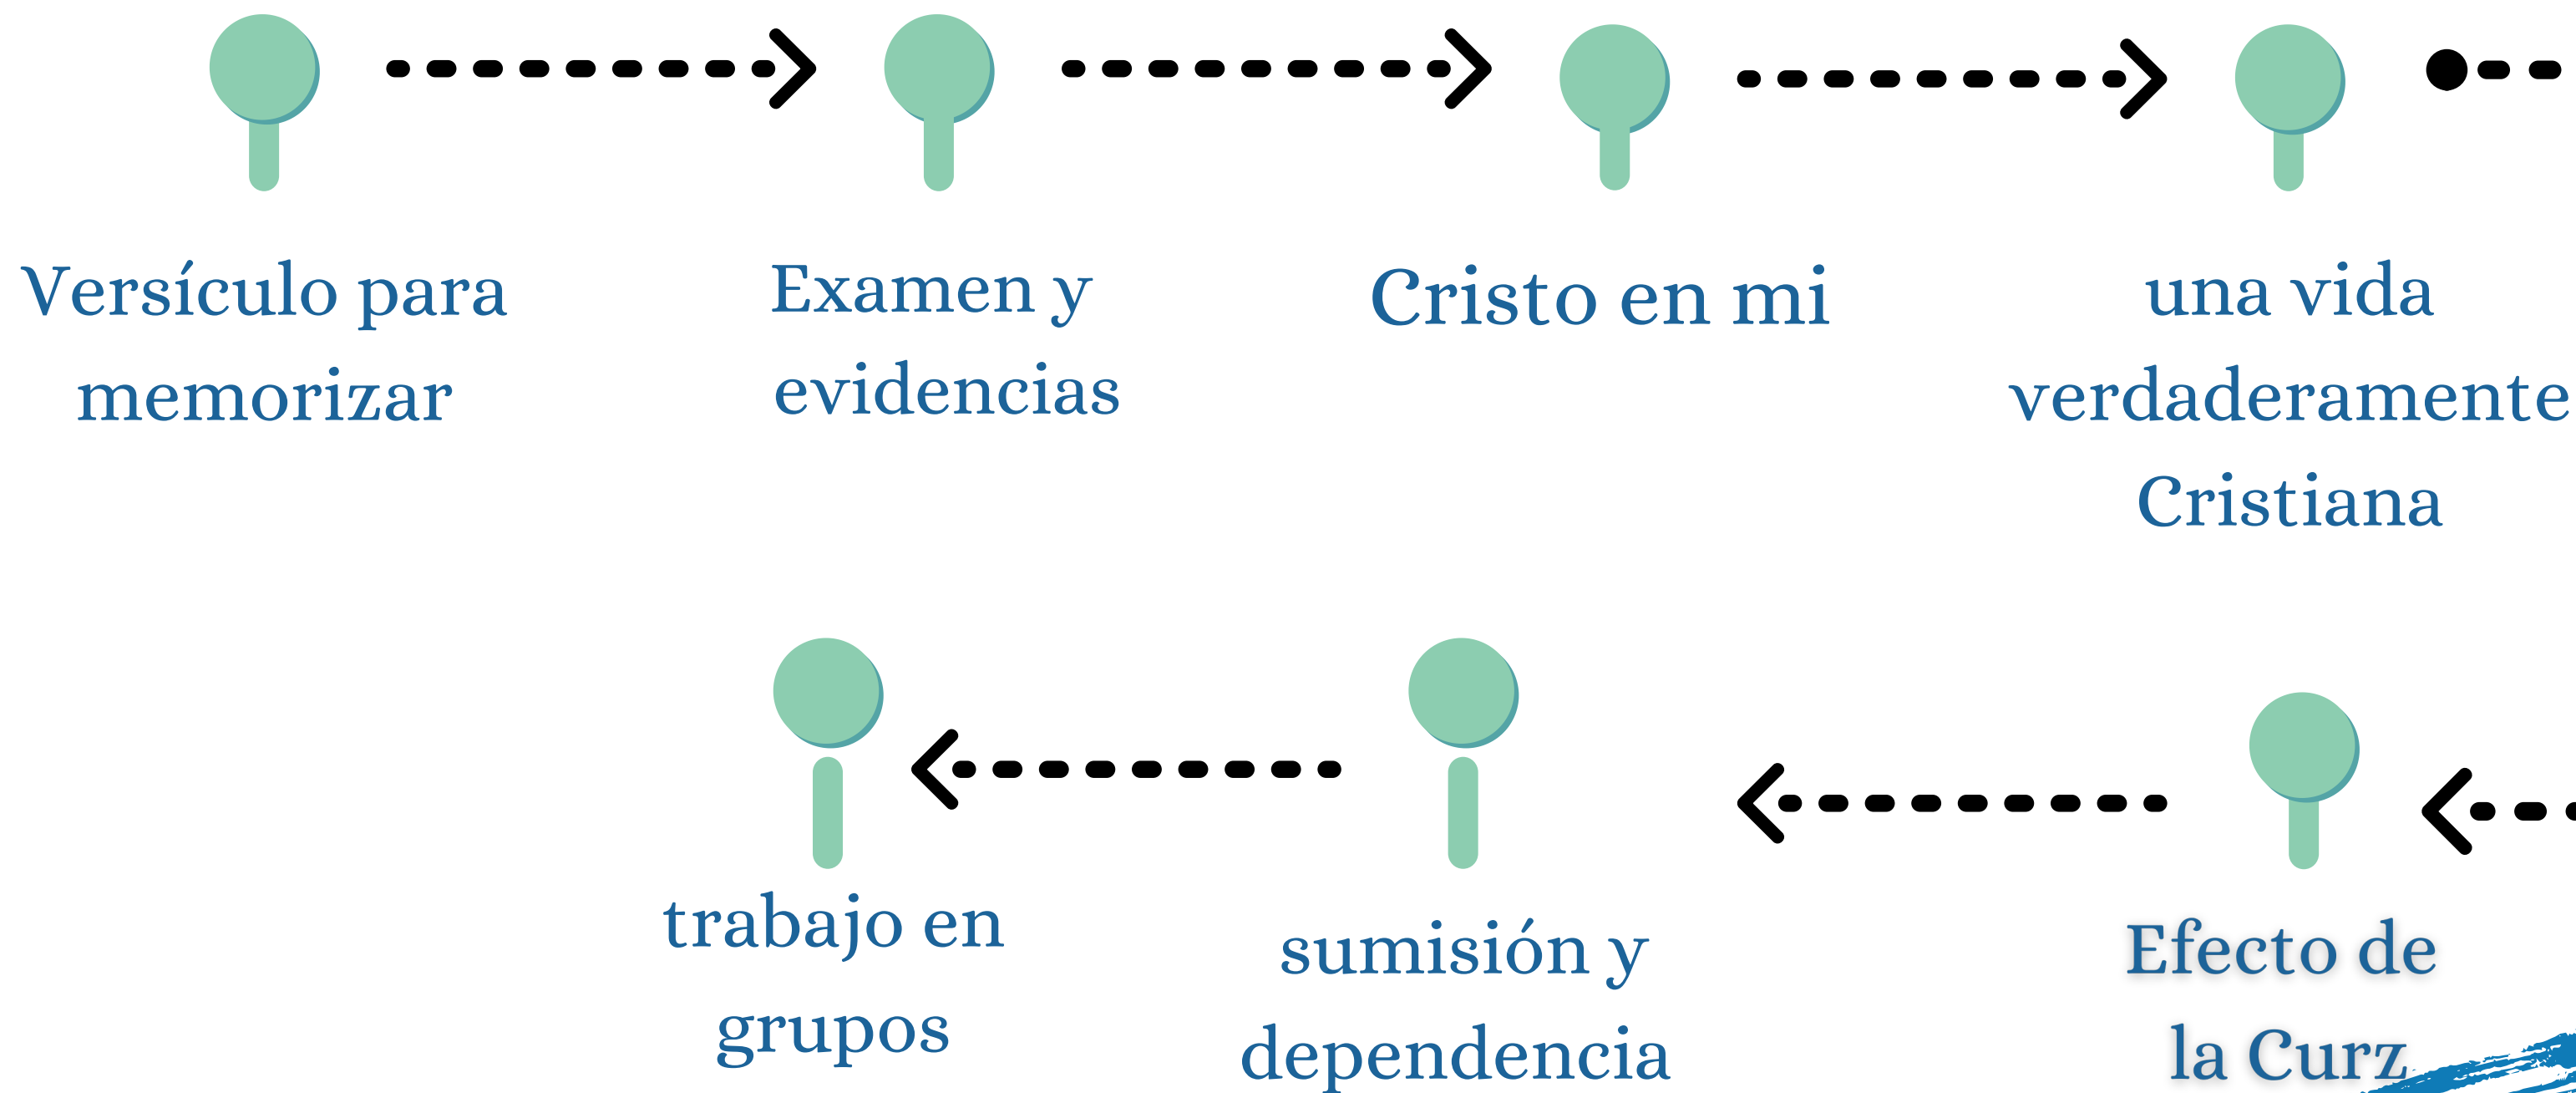 Versículo para
memorizar
Examen y
evidencias
Cristo en mi
una vida
verdaderamente
Cristiana
trabajo en
grupos
sumisión y
dependencia
Efecto de
la Curz